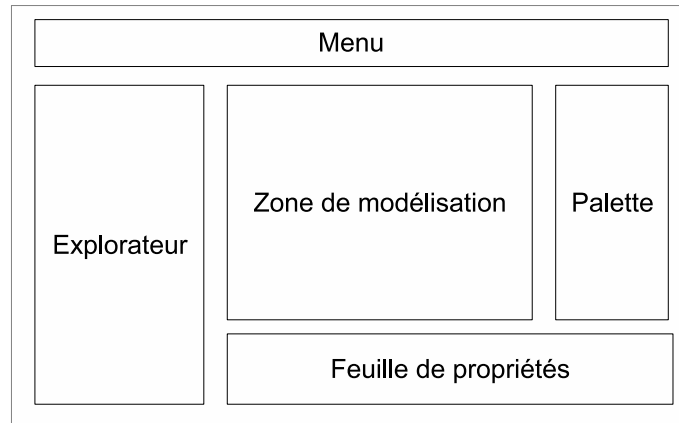 Menu
Explorateur
Zone de modélisation
Palette
Feuille de propriétés